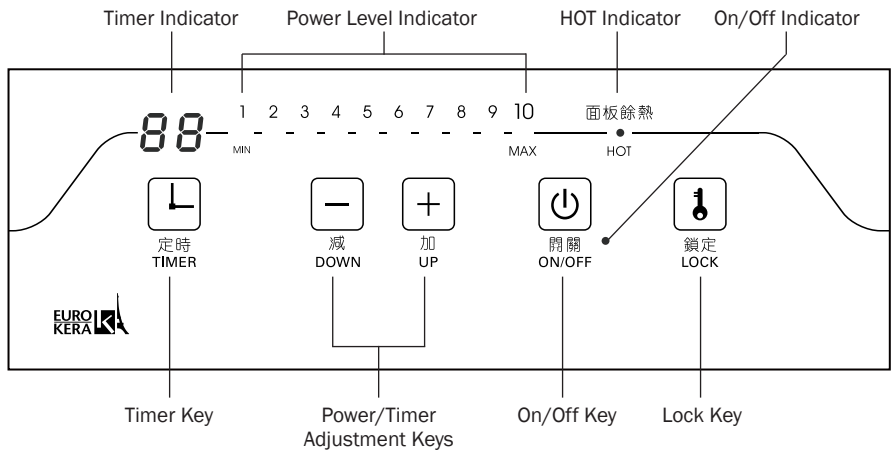 Timer Indicator
Power Level Indicator
HOT Indicator
On/Off Indicator
88
1 2 3 4 5 6 7 8 9 10
面板餘熱
MIN
MAX
HOT
定時
TIMER
減
DOWN
加
UP
開關
ON/OFF
鎖定
LOCK
EURO
KERA
K
Timer Key
Power/Timer
Adjustment Keys
On/Off Key
Lock Key